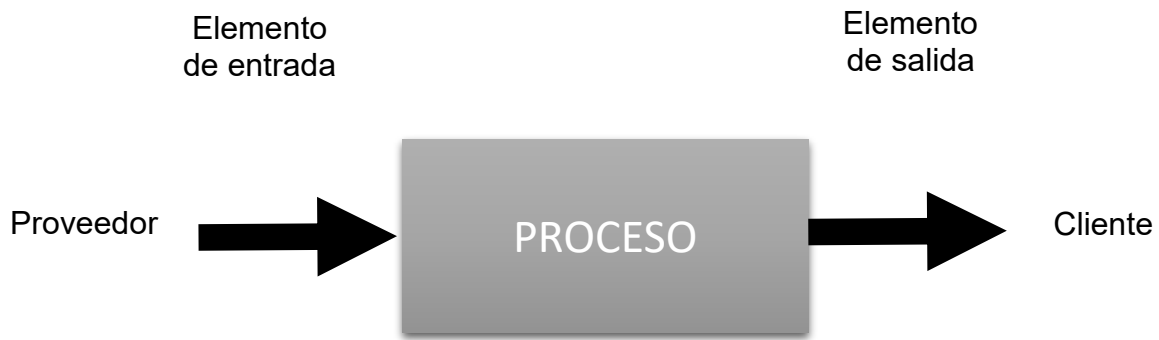 Elemento
de entrada
Elemento
de salida
Proveedor
PROCESO
Cliente